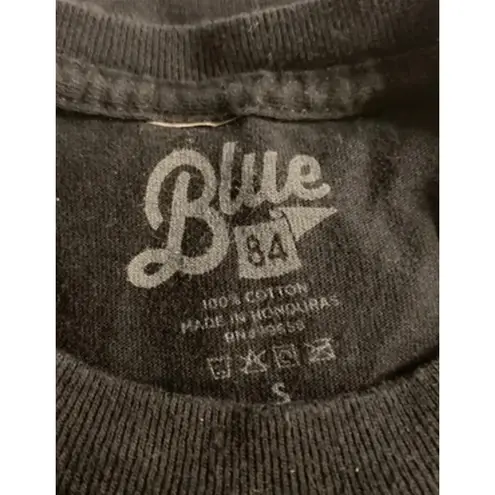 Blue
84
100% COTTON
MADE IN HONDURAS
S